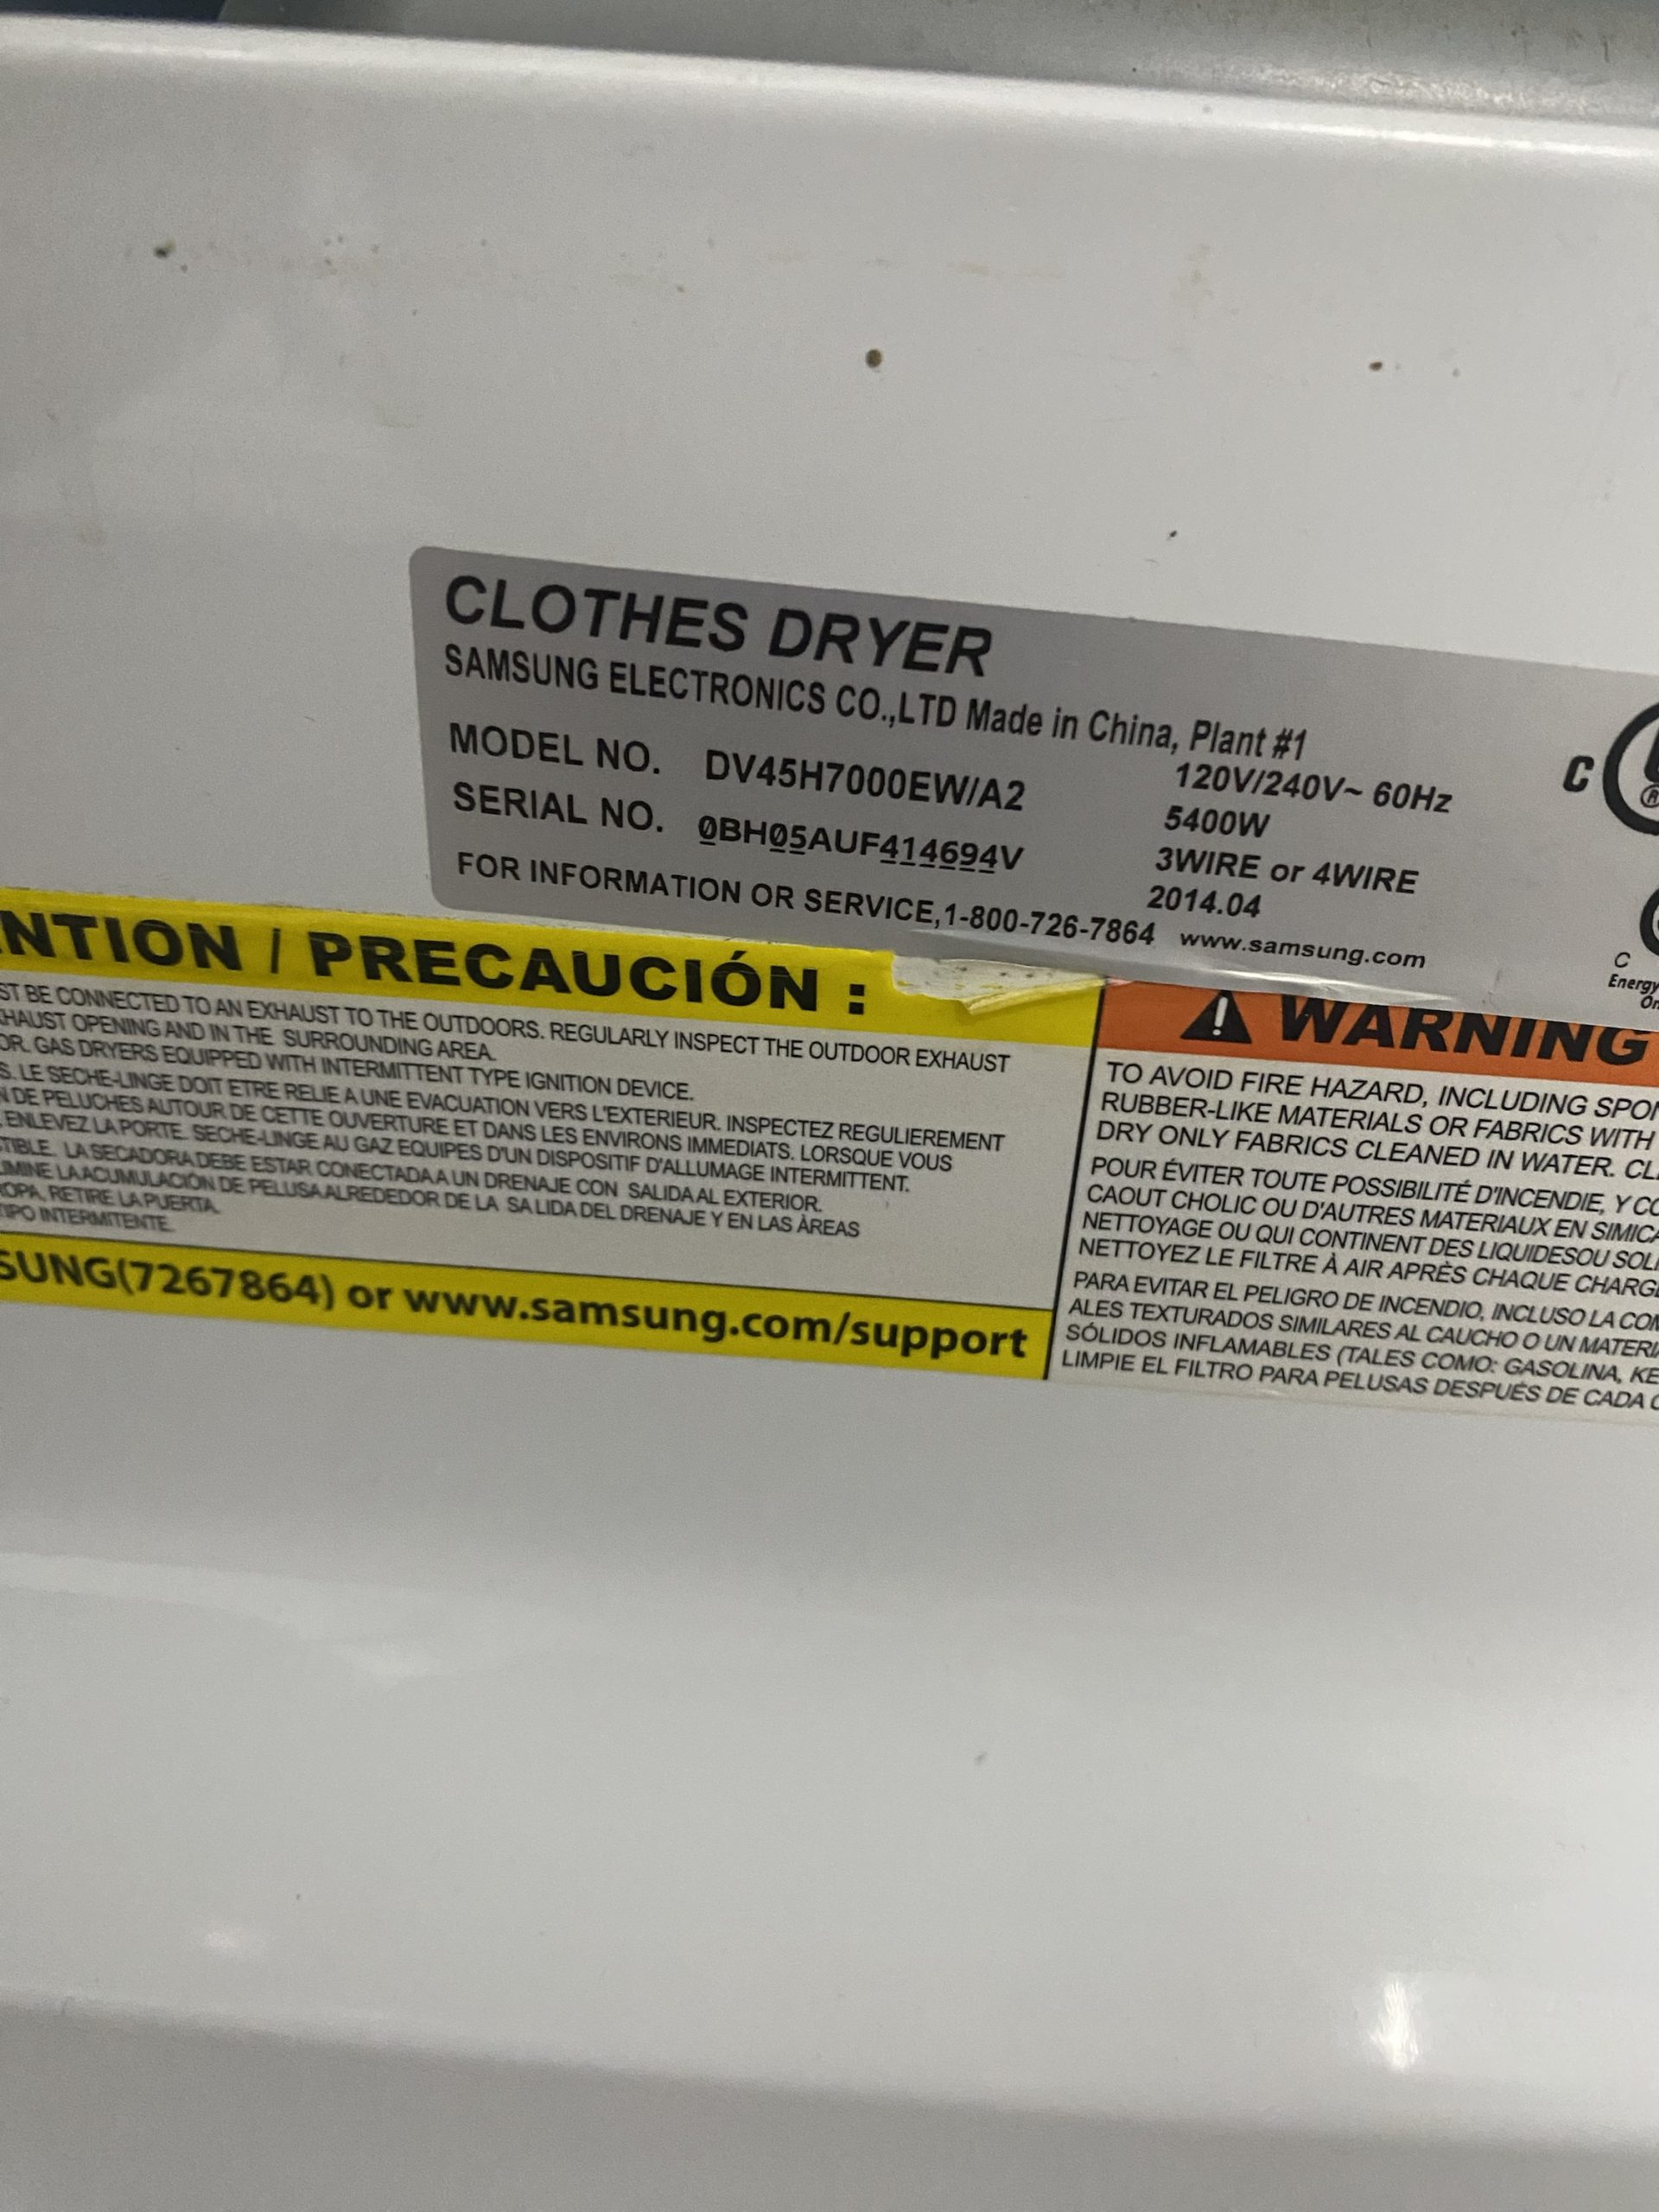 CLOTHES DRYER
SAMSUNG ELECTRONICS CO.,LTD Made in China, Plant #1
MODEL NO. DV45H7000EW/A2 120V/240V~ 60Hz
SERIAL NO. 0BH05AUF414694V 5400W
3WIRE or 4WIRE
2014.04
FOR INFORMATION OR SERVICE,1-800-726-7864 www.samsung.com
C
®
C
Energy
NTION / PRECAUCIÓN :
ST BE CONNECTED TO AN EXHAUST TO THE OUTDOORS. REGULARLY INSPECT THE OUTDOOR EXHAUST
XHAUST OPENING AND IN THE SURROUNDING AREA.
OR. GAS DRYERS EQUIPPED WITH INTERMITTENT TYPE IGNITION DEVICE.
S. LE SECHE-LINGE DOIT ETRE RELIE A UNE EVACUATION VERS L'EXTERIEUR. INSPECTEZ REGULIEREMENT
N DE PELUCHES AUTOUR DE CETTE OUVERTURE ET DANS LES ENVIRONS IMMEDIATS. LORSQUE VOUS
, ENLEVEZ LA PORTE. SECHE-LINGE AU GAZ EQUIPES D'UN DISPOSITIF D'ALLUMAGE INTERMITTENT.
STIBLE. LA SECADORA DEBE ESTAR CONECTADA A UN DRENAJE CON SALIDA AL EXTERIOR.
LIMINE LA ACUMULACIÓN DE PELUSA ALREDEDOR DE LA SALIDA DEL DRENAJE Y EN LAS ÀREAS
ROPA, RETIRE LA PUERTA.
TIPO INTERMITENTE.
SUNG(7267864) or www.samsung.com/support
WARNING
TO AVOID FIRE HAZARD, INCLUDING SPON
RUBBER-LIKE MATERIALS OR FABRICS WITH
DRY ONLY FABRICS CLEANED IN WATER. CLE
POUR ÉVITER TOUTE POSSIBILITÉ D'INCENDIE, Y CO
CAOUT CHOLIC OU D'AUTRES MATERIAUX EN SIMICA
NETTOYAGE OU QUI CONTINENT DES LIQUIDESOU SOLI
NETTOYEZ LE FILTRE À AIR APRÈS CHAQUE CHARGE
PARA EVITAR EL PELIGRO DE INCENDIO, INCLUSO LA COM
ALES TEXTURADOS SIMILARES AL CAUCHO O UN MATERIA
SÓLIDOS INFLAMABLES (TALES COMO: GASOLINA, KE
LIMPIE EL FILTRO PARA PELUSAS DESPUÉS DE CADA C